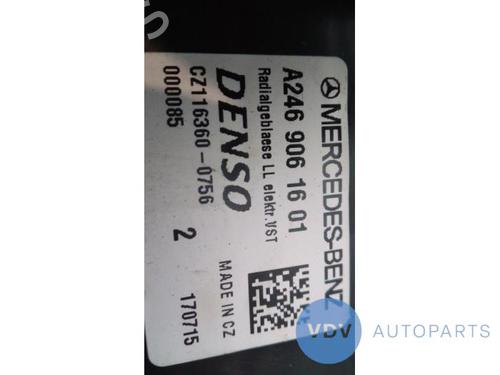 MERCEDES-BENZ
A246 906 16 01
Radialgeblaese LL elektr.VST
DENSO
MADE IN CZ
CZ116360-0756
2
000085
170715
VDV AUTOPARTS